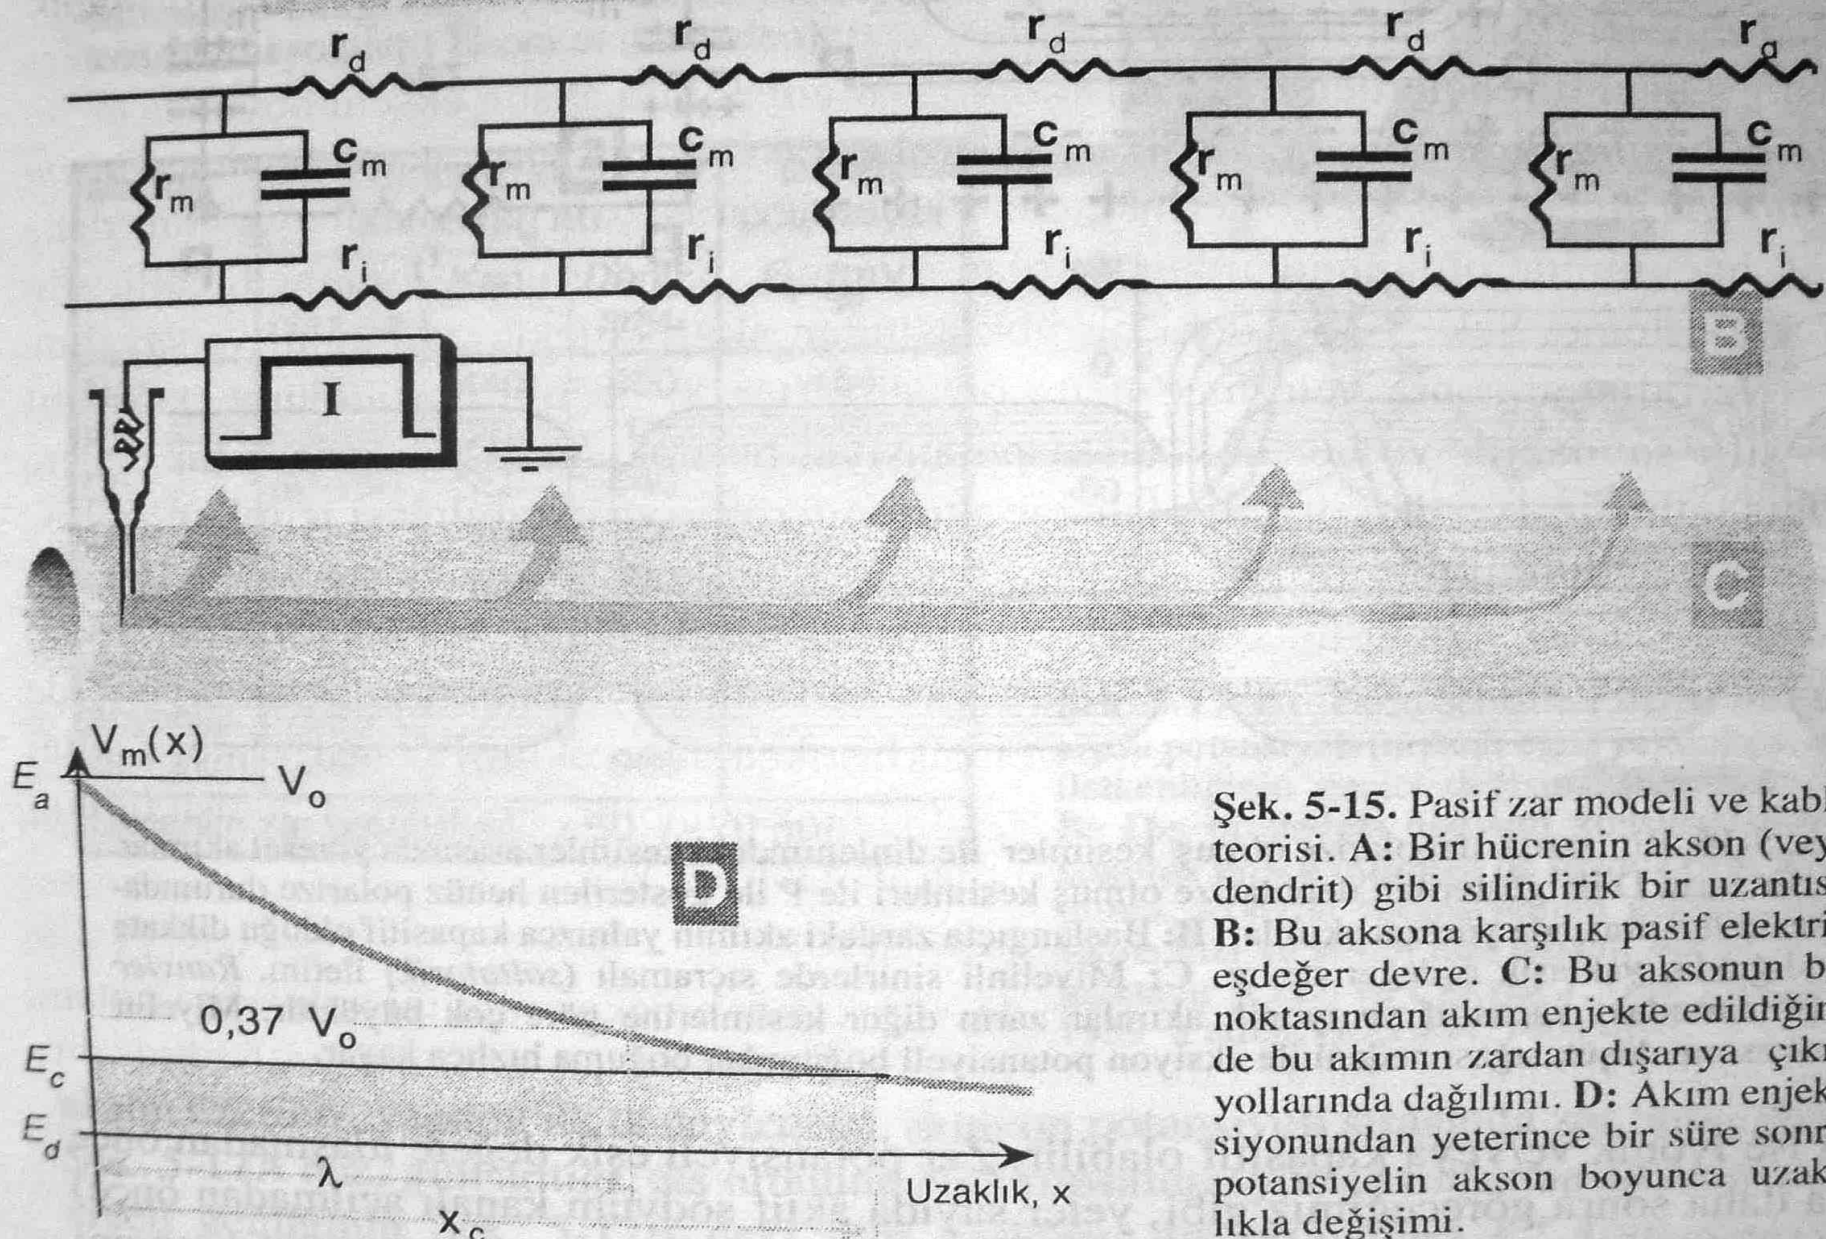 r_d r_d r_d r_d r_d
c_m c_m c_m c_m c_m
r_m r_m r_m r_m r_m
r_i r_i r_i r_i r_i
B
I
C
V_m(x)
E_a V_o
D
0,37 V_o
E_c
E_d
λ
Uzaklık, x
x_c
Şek. 5-15. Pasif zar modeli ve kabl
teorisi. A: Bir hücrenin akson (vey
dendrit) gibi silindirik bir uzantıs
B: Bu aksona karşılık pasif elektri
eşdeğer devre. C: Bu aksonun b
noktasından akım enjekte edildiğin
de bu akımın zardan dışarıya çıkı
yollarında dağılımı. D: Akım enjek
siyonundan yeterince bir süre sonr
potansiyelin akson boyunca uzak
lıkla değişimi.